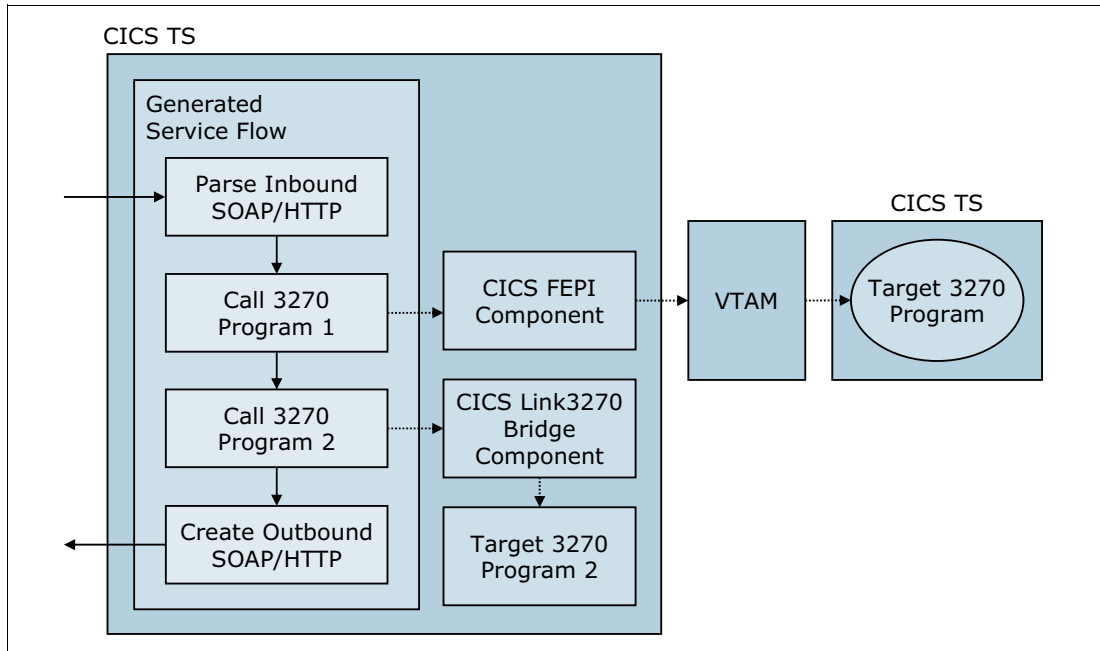 CICS TS
Generated
Service Flow
Parse Inbound
SOAP/HTTP
Call 3270
Program 1
Call 3270
Program 2
Create Outbound
SOAP/HTTP
CICS FEPI
Component
CICS Link3270
Bridge
Component
Target 3270
Program 2
VTAM
CICS TS
Target 3270
Program